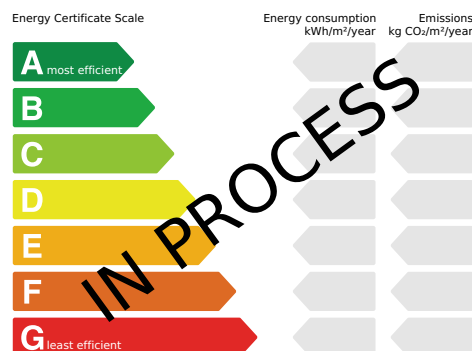 Energy Certificate Scale
Energy consumption
kWh/m²/year
Emissions
kg CO₂/m²/year
A most efficient
B
C
D
E
F
G least efficient
IN PROCESS